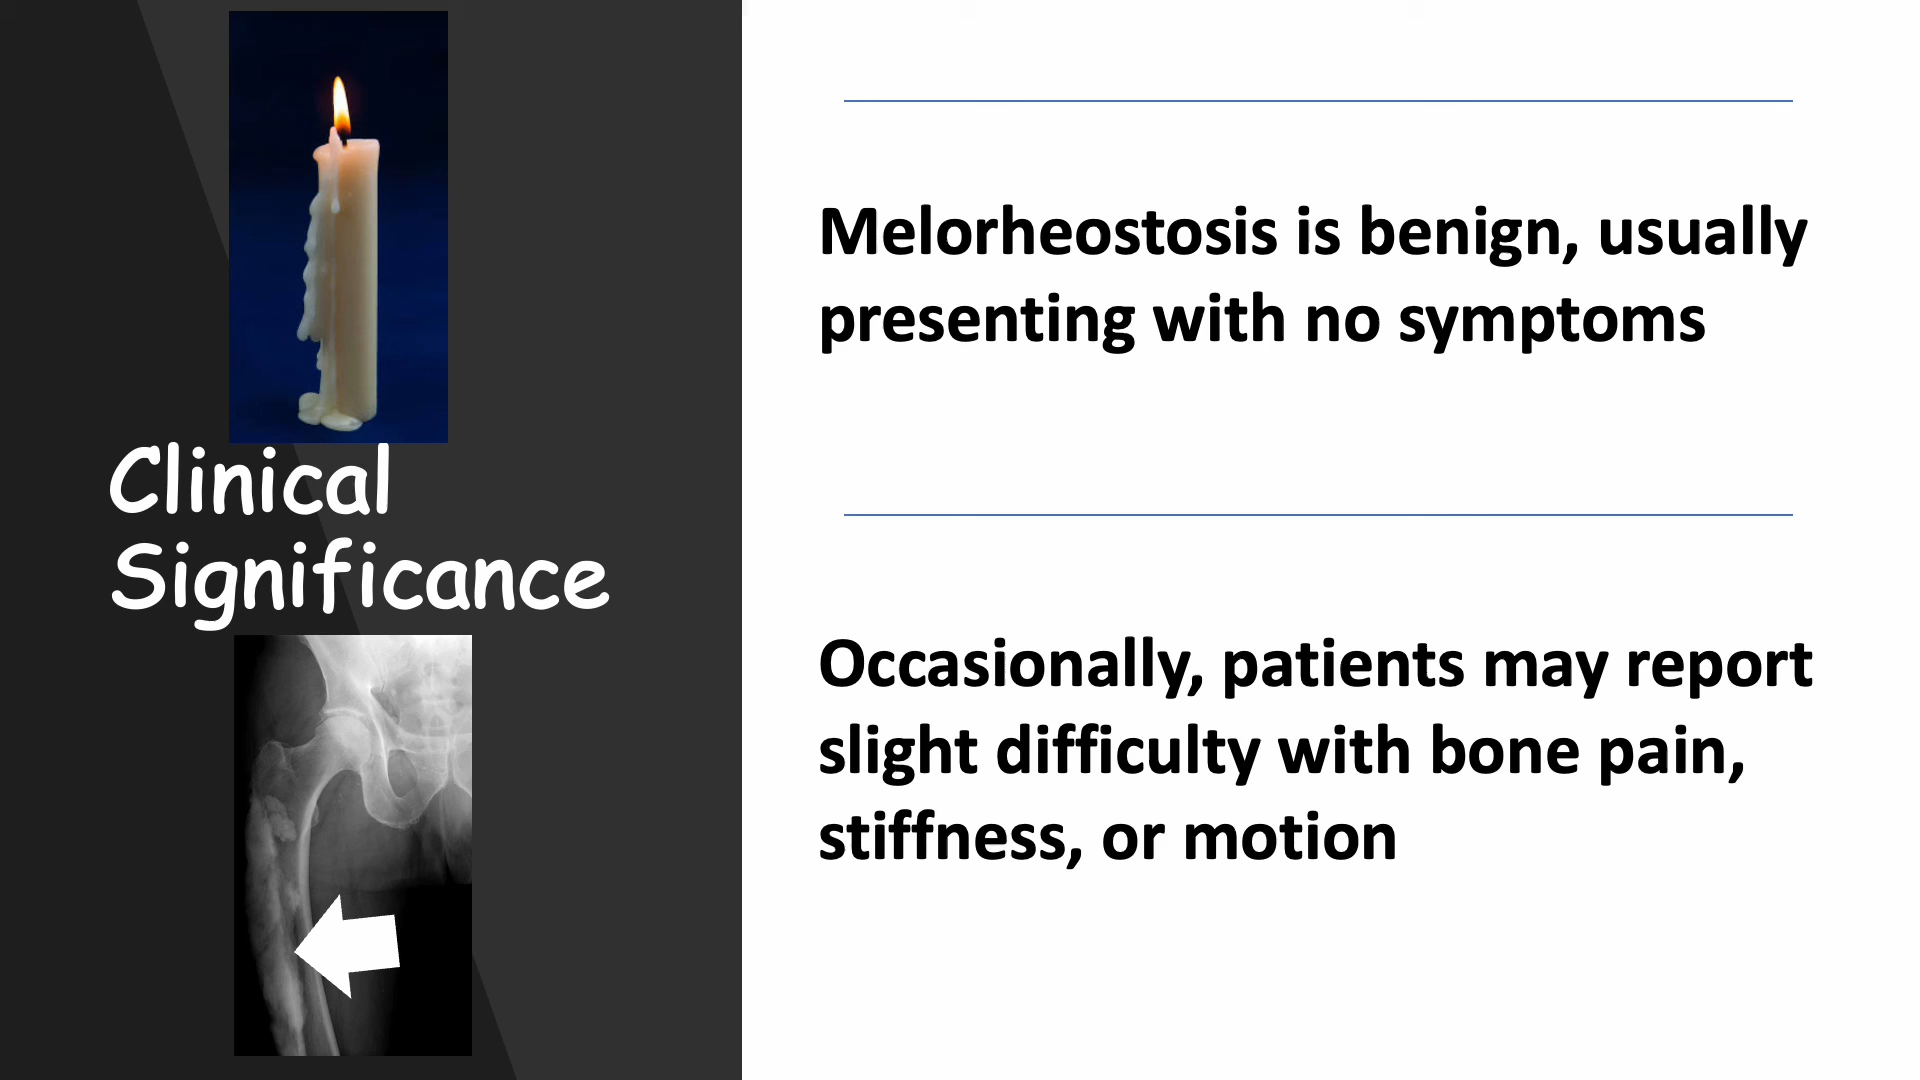 Clinical
Significance
Melorheostosis is benign, usually
presenting with no symptoms
Occasionally, patients may report
slight difficulty with bone pain,
stiffness, or motion